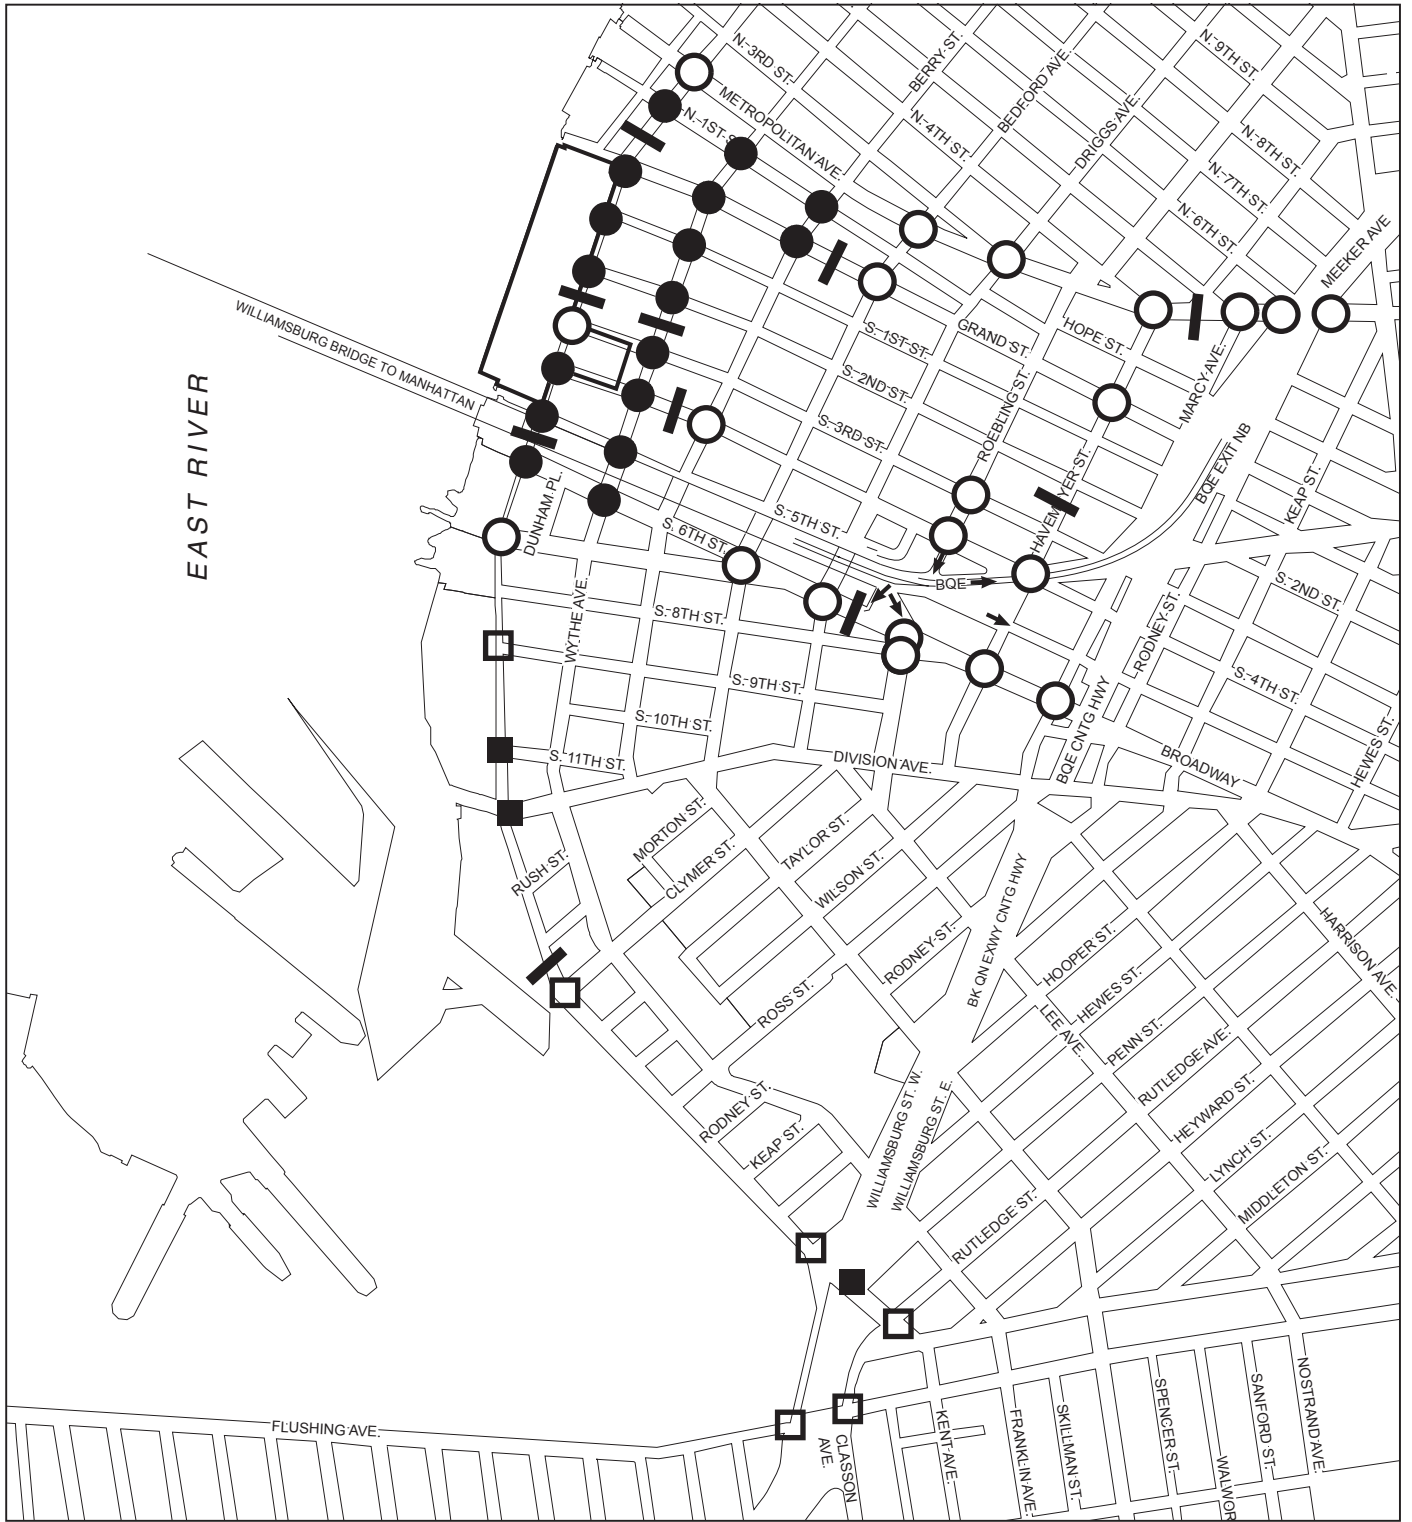 N. 3RD ST.
BERRY ST.
BEDFORD AVE.
N. 9TH ST.
METROPOLITAN AVE.
N. 1ST S
N. 4TH ST.
DRIGGS AVE.
N. 8TH ST.
N. 7TH ST.
N. 6TH ST.
MEEKER AVE
WILLIAMSBURG BRIDGE TO MANHATTAN
EAST RIVER
S. 1ST ST.
GRAND ST.
HOPE ST.
S. 2ND ST.
S. 3RD ST.
ROEBLING ST.
MARCY AVE.
HAVEMEYER ST.
BQE EXIT NB
KEAP ST.
DUNHAM PL.
S. 5TH ST.
S. 6TH ST.
BQE
S. 2ND ST.
WYTHE AVE.
S. 8TH ST.
RODNEY ST.
S. 9TH ST.
S. 4TH ST.
S. 10TH ST.
BQE CNTG HWY
S. 11TH ST.
DIVISION AVE.
BROADWAY
HEWES ST.
MORTON ST.
TAYLOR ST.
RUSH ST.
CLYMER ST.
WILSON ST.
BK QN EXWY CNTG HWY
HARRISON AVE.
RODNEY ST.
HOOPER ST.
ROSS ST.
HEWES ST.
LEE AVE.
PENN ST.
RUTLEDGE AVE.
WILLIAMSBURG ST. W.
WILLIAMSBURG ST. E.
RODNEY ST.
HEYWARD ST.
KEAP ST.
LYNCH ST.
MIDDLETON ST.
RUTLEDGE ST.
FLUSHING AVE.
CLASSON
AVE.
KENT AVE.
FRANKLIN AVE.
SKILLMAN ST.
SPENCER ST.
WALWOR
SANFORD ST.
NOSTRAND AVE.